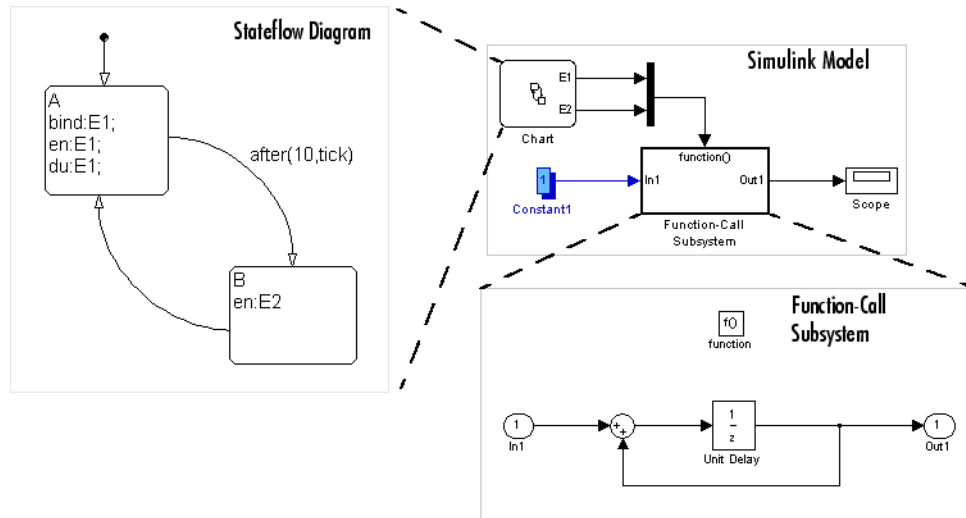 Stateflow Diagram
A
bind:E1;
en:E1;
du:E1;
after(10,tick)
B
en:E2
Simulink Model
E1
E2
Chart
function()
1
In1
Out1
Constant1
Scope
Function-Call
Subsystem
Function-Call
Subsystem
f()
function
1
In1
+
+
1
z
Unit Delay
1
Out1